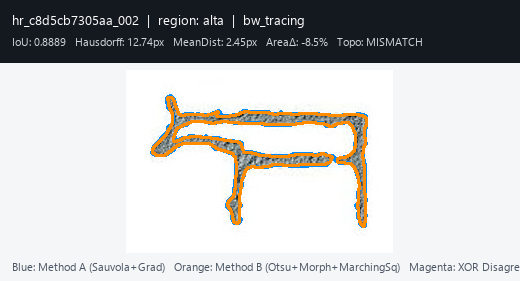 hr_c8d5cb7305aa_002 | region: alta | bw_tracing
IoU: 0.8889 Hausdorff: 12.74px MeanDist: 2.45px AreaΔ: -8.5% Topo: MISMATCH
Blue: Method A (Sauvola+Grad) Orange: Method B (Otsu+Morph+MarchingSq) Magenta: XOR Disagre